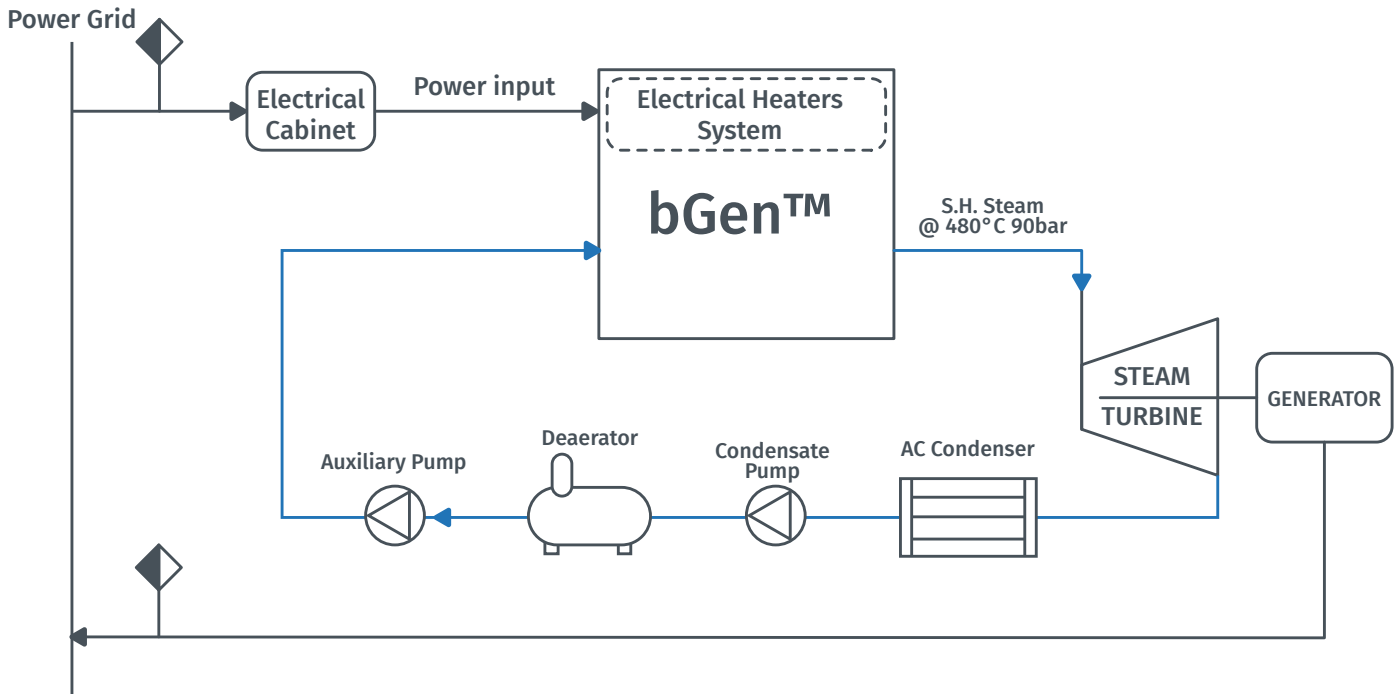 Power Grid
Electrical
Cabinet
Power input
Electrical Heaters
System
bGen™
S.H. Steam
@ 480°C 90bar
STEAM
TURBINE
GENERATOR
AC Condenser
Condensate
Pump
Deaerator
Auxiliary Pump